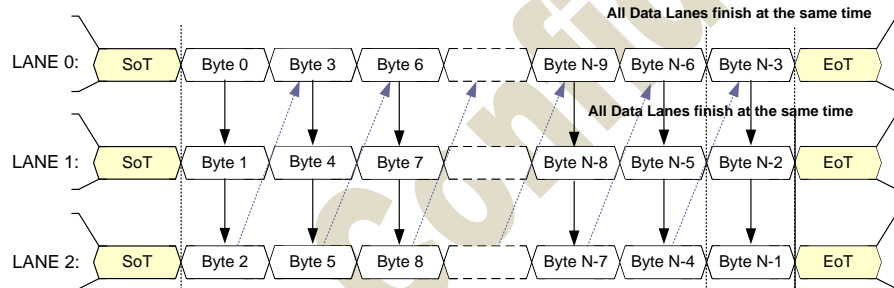 All Data Lanes finish at the same time
LANE 0: SoT Byte 0 Byte 3 Byte 6 Byte N-9 Byte N-6 Byte N-3 EoT
All Data Lanes finish at the same time
LANE 1: SoT Byte 1 Byte 4 Byte 7 Byte N-8 Byte N-5 Byte N-2 EoT
LANE 2: SoT Byte 2 Byte 5 Byte 8 Byte N-7 Byte N-4 Byte N-1 EoT